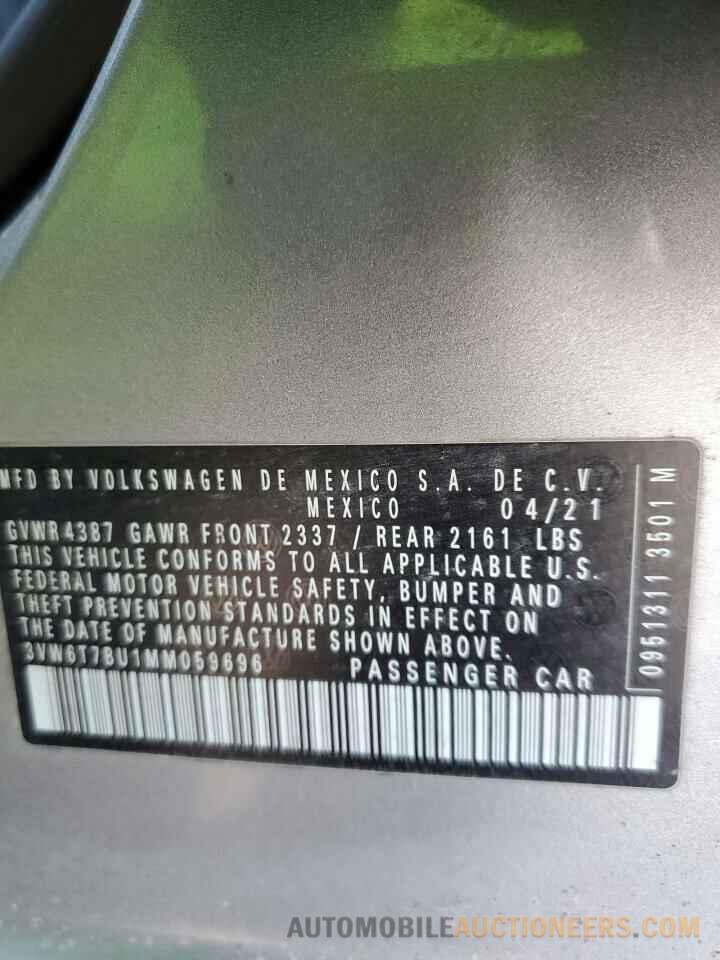 MFD BY VOLKSWAGEN DE MEXICO S.A. DE C.V.
MEXICO 04/21
GVWR4387 GAWR FRONT 2337 / REAR 2161 LBS
THIS VEHICLE CONFORMS TO ALL APPLICABLE U.S.
FEDERAL MOTOR VEHICLE SAFETY, BUMPER AND
THEFT PREVENTION STANDARDS IN EFFECT ON
THE DATE OF MANUFACTURE SHOWN ABOVE.
3VW6T7BU1MM059696 PASSENGER CAR
0951311 3501 M
AUTOMOBILEAUCTIONEERS.COM